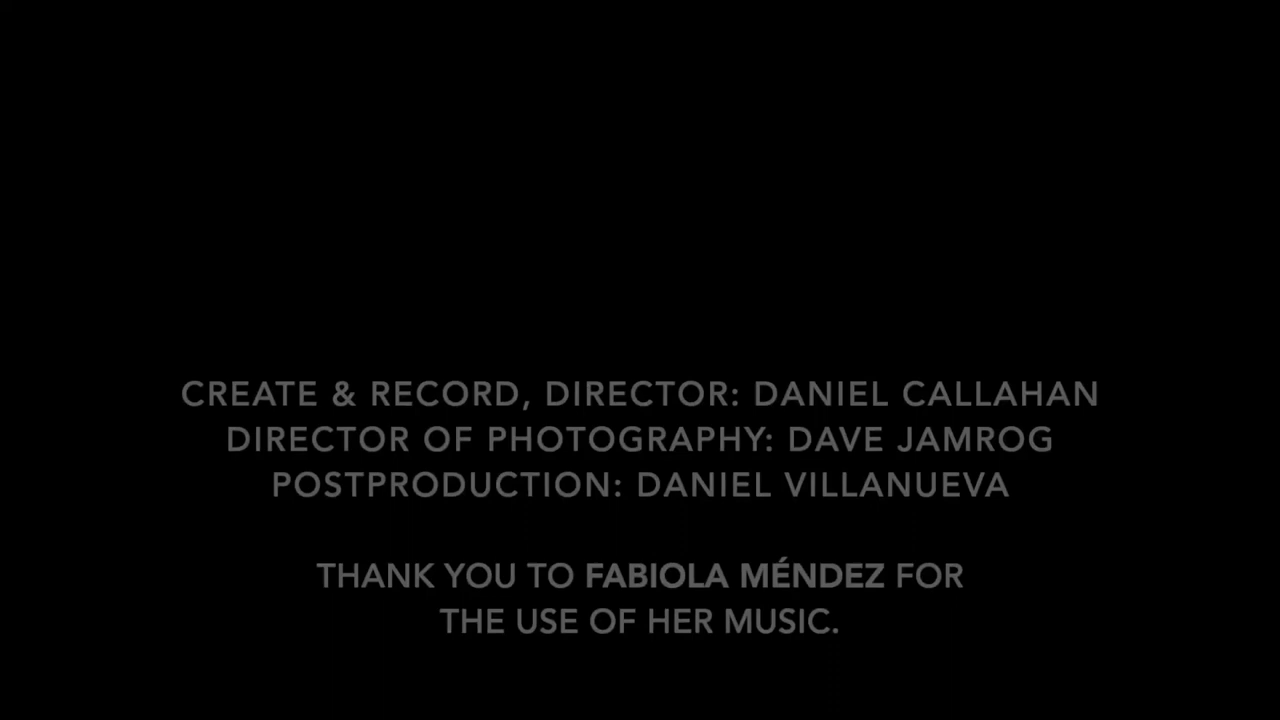 CREATE & RECORD, DIRECTOR: DANIEL CALLAHAN
DIRECTOR OF PHOTOGRAPHY: DAVE JAMROG
POSTPRODUCTION: DANIEL VILLANUEVA
THANK YOU TO FABIOLA MÉNDEZ FOR
THE USE OF HER MUSIC.